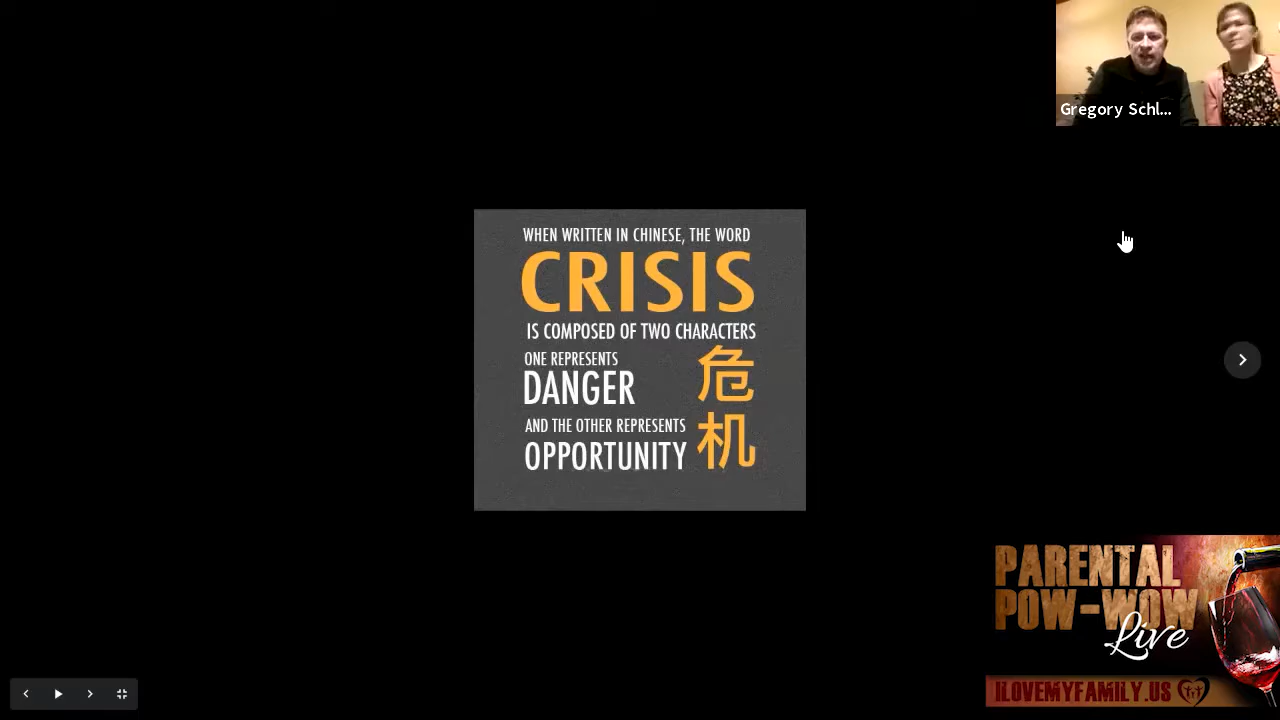 Gregory Schl...
WHEN WRITTEN IN CHINESE, THE WORD
CRISIS
IS COMPOSED OF TWO CHARACTERS
ONE REPRESENTS
DANGER
危
AND THE OTHER REPRESENTS
OPPORTUNITY
机
PARENTAL
POW-WOW
Live
ILOVEMYFAMILY.US